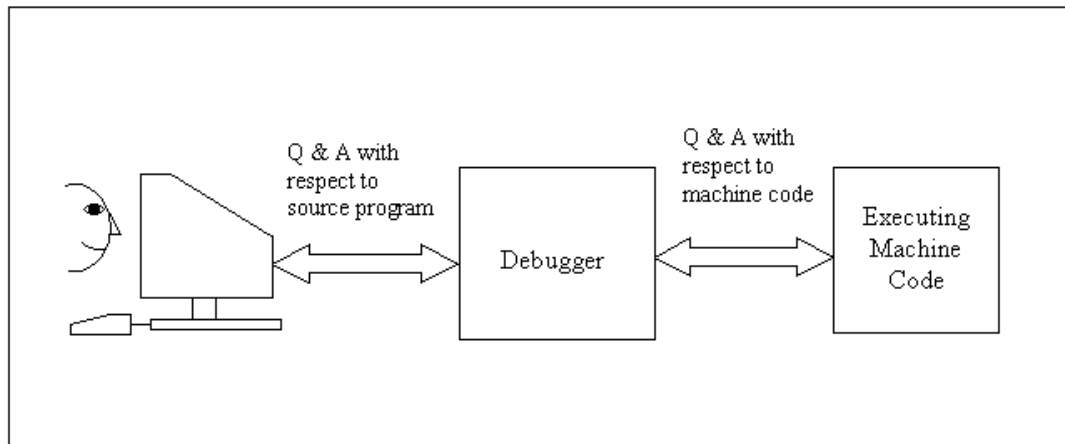 Q & A with
respect to
source program
Debugger
Q & A with
respect to
machine code
Executing
Machine
Code